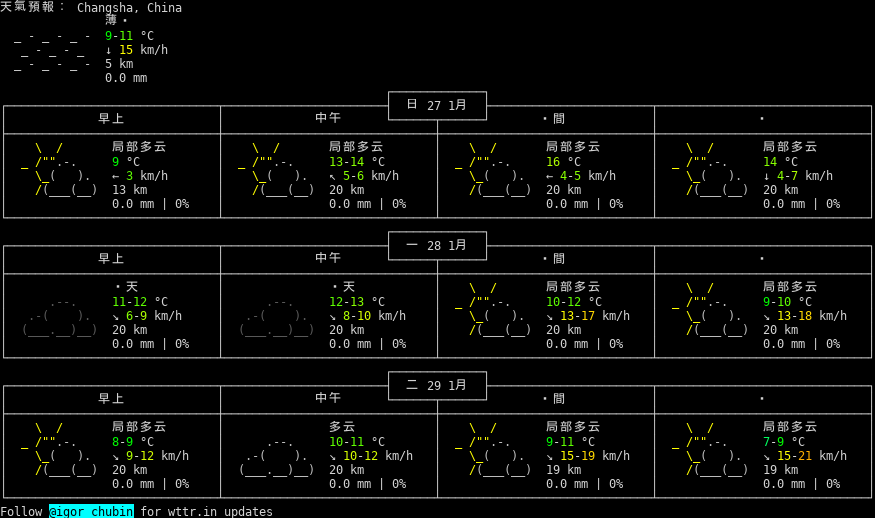 天氣預報： Changsha, China
薄・
9-11 °C
↓ 15 km/h
5 km
0.0 mm
日 27 1月
早上 中午 ・間 ・
局部多云 局部多云 局部多云 局部多云
9 °C 13-14 °C 16 °C 14 °C
← 3 km/h ↖ 5-6 km/h ← 4-5 km/h ↓ 4-7 km/h
13 km 20 km 20 km 20 km
0.0 mm | 0% 0.0 mm | 0% 0.0 mm | 0% 0.0 mm | 0%
一 28 1月
早上 中午 ・間 ・
・天 ・天 局部多云 局部多云
11-12 °C 12-13 °C 10-12 °C 9-10 °C
↘ 6-9 km/h ↘ 8-10 km/h ↘ 13-17 km/h ↘ 13-18 km/h
20 km 20 km 20 km 20 km
0.0 mm | 0% 0.0 mm | 0% 0.0 mm | 0% 0.0 mm | 0%
二 29 1月
早上 中午 ・間 ・
局部多云 多云 局部多云 局部多云
8-9 °C 10-11 °C 9-11 °C 7-9 °C
↘ 9-12 km/h ↘ 10-12 km/h ↘ 15-19 km/h ↘ 15-21 km/h
20 km 20 km 19 km 19 km
0.0 mm | 0% 0.0 mm | 0% 0.0 mm | 0% 0.0 mm | 0%
Follow @igor_chubin for wttr.in updates